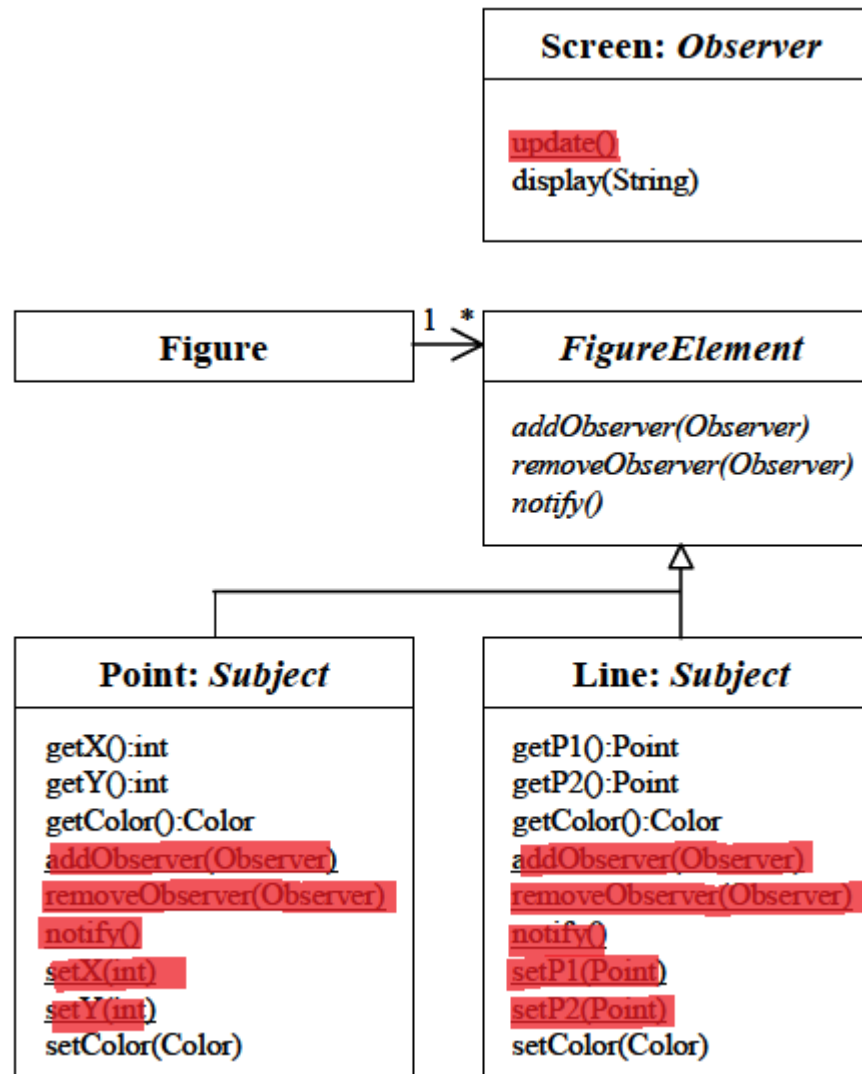 Screen: Observer
update()
display(String)
Figure
1 *
FigureElement
addObserver(Observer)
removeObserver(Observer)
notify()
Point: Subject
getX():int
getY():int
getColor():Color
addObserver(Observer)
removeObserver(Observer)
notify()
setX(int)
setY(int)
setColor(Color)
Line: Subject
getP1():Point
getP2():Point
getColor():Color
addObserver(Observer)
removeObserver(Observer)
notify()
setP1(Point)
setP2(Point)
setColor(Color)